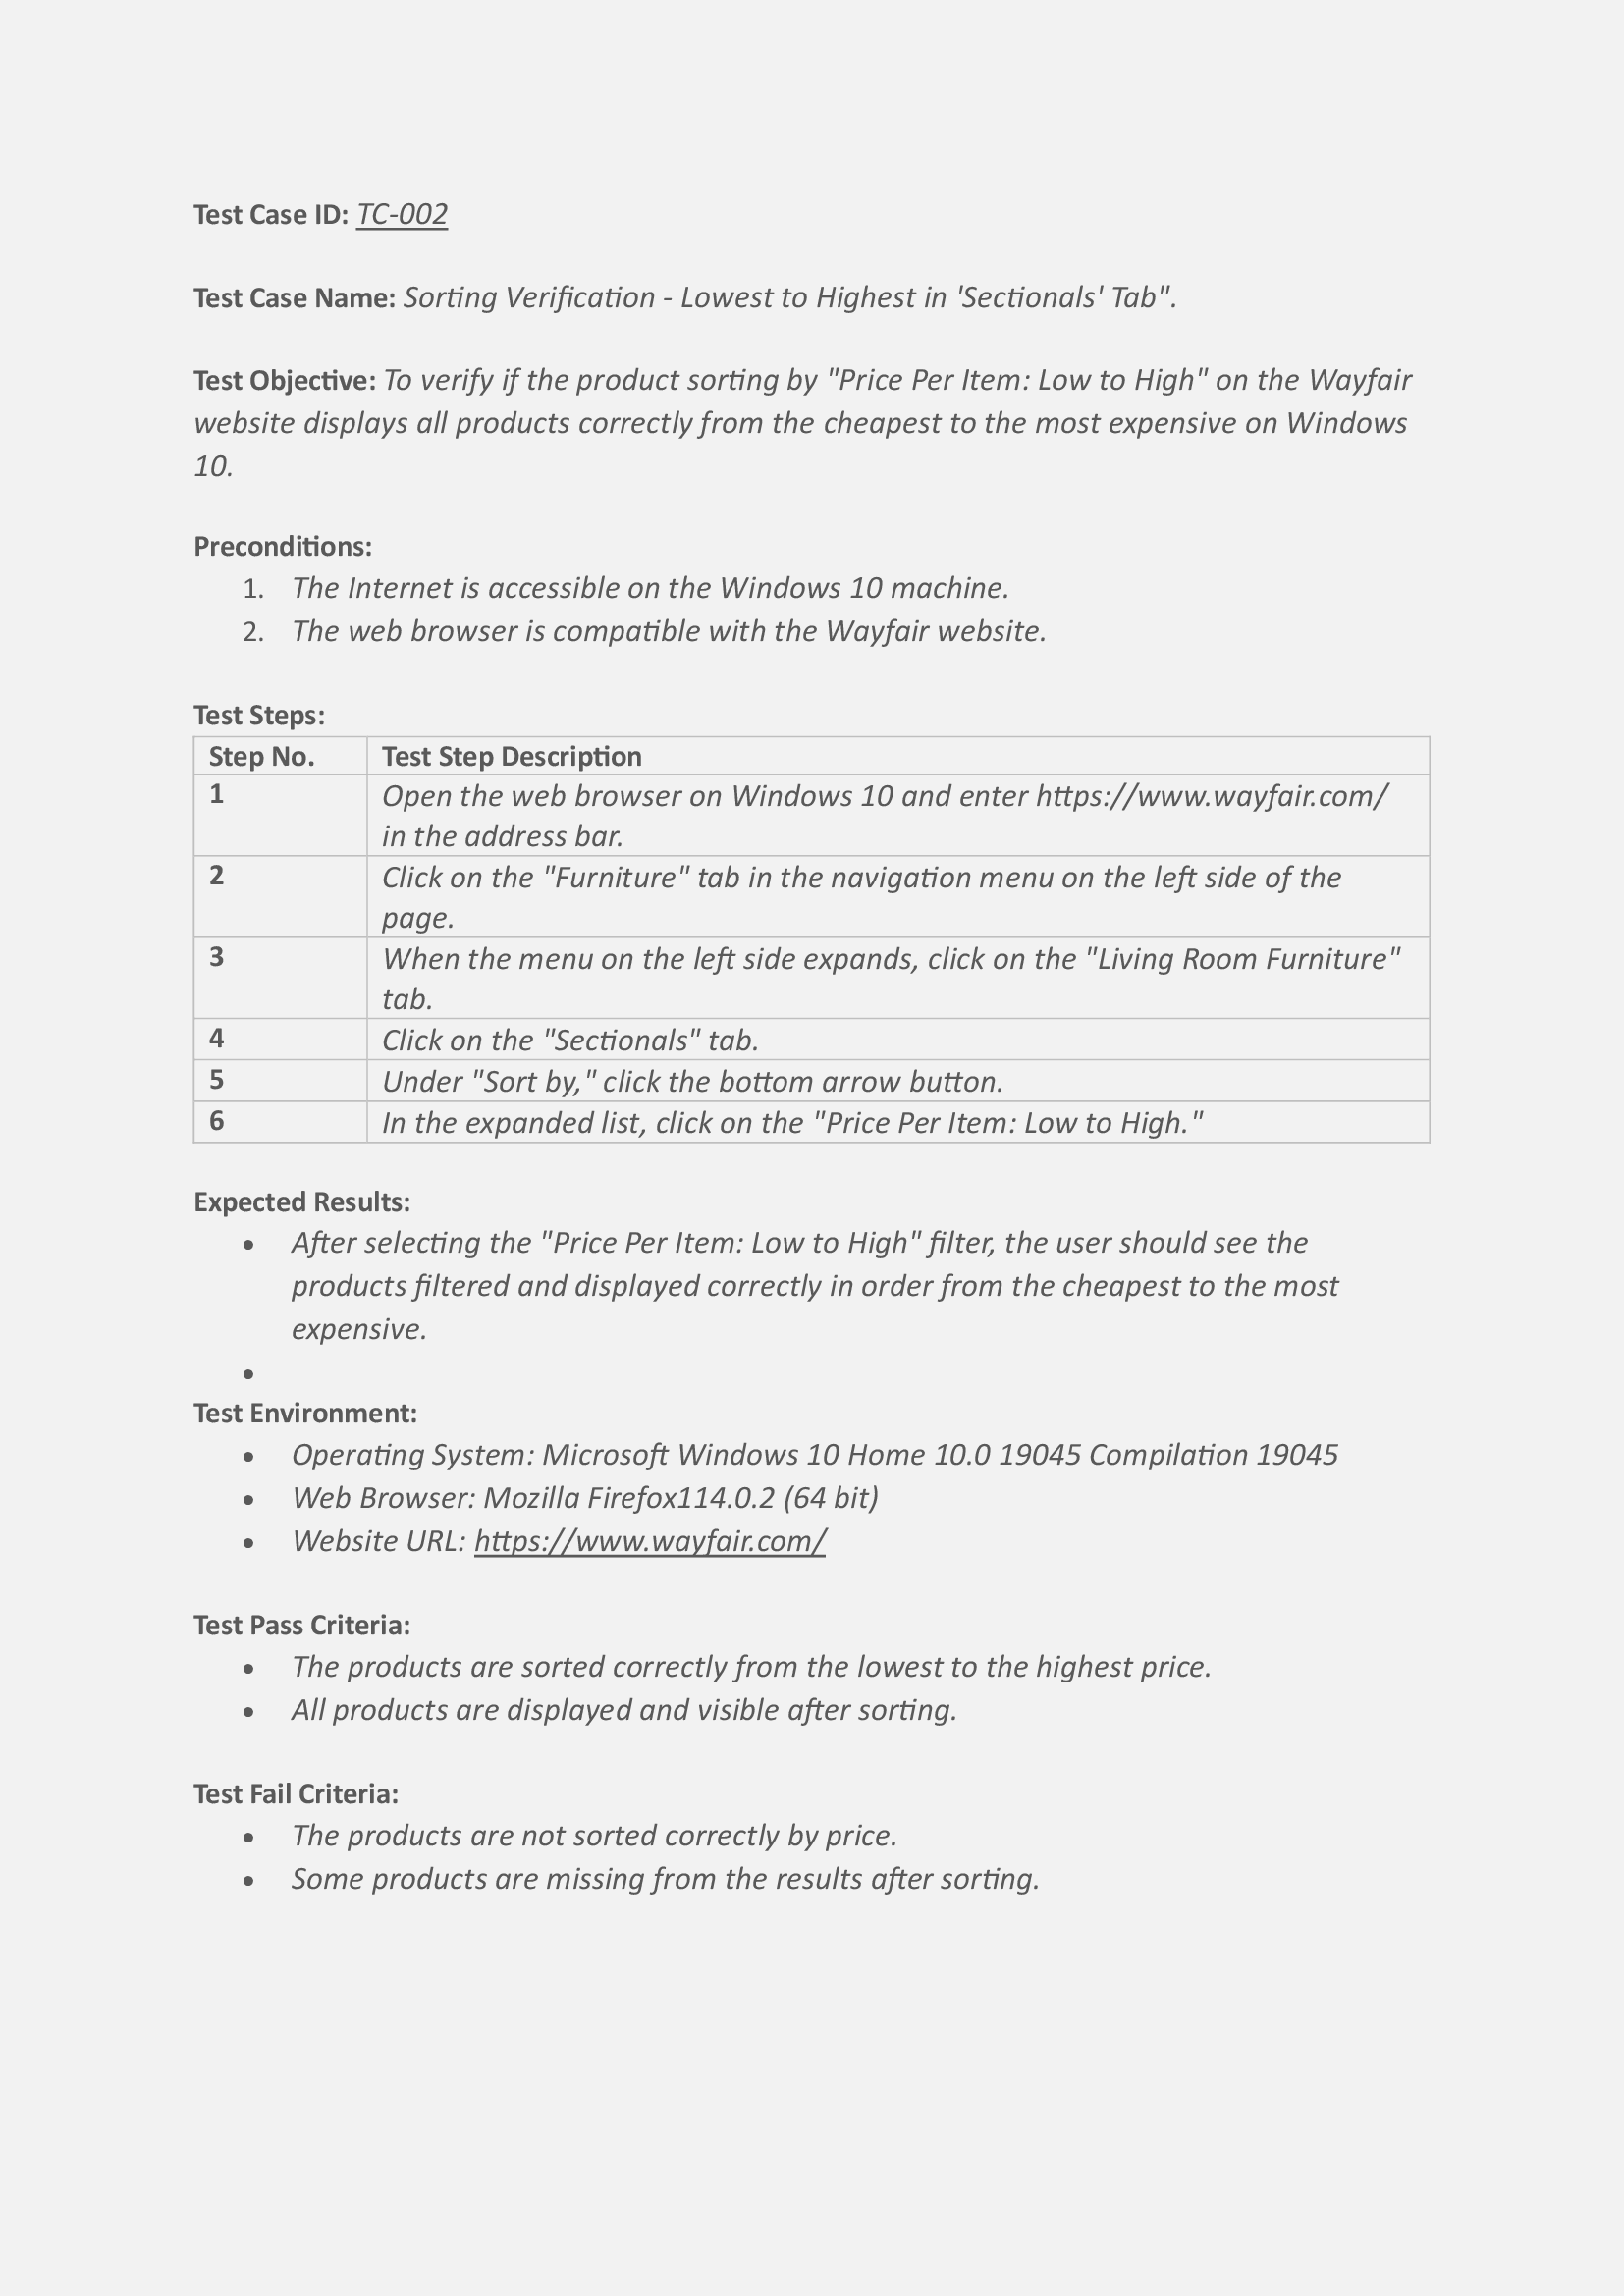 Test Case ID: TC-002
Test Case Name: Sorting Verification - Lowest to Highest in 'Sectionals' Tab".
Test Objective: To verify if the product sorting by "Price Per Item: Low to High" on the Wayfair
website displays all products correctly from the cheapest to the most expensive on Windows
10.
Preconditions:
1. The Internet is accessible on the Windows 10 machine.
2. The web browser is compatible with the Wayfair website.
Test Steps:
Step No. Test Step Description
1 Open the web browser on Windows 10 and enter https://www.wayfair.com/
in the address bar.
2 Click on the "Furniture" tab in the navigation menu on the left side of the
page.
3 When the menu on the left side expands, click on the "Living Room Furniture"
tab.
4 Click on the "Sectionals" tab.
5 Under "Sort by," click the bottom arrow button.
6 In the expanded list, click on the "Price Per Item: Low to High."
Expected Results:
• After selecting the "Price Per Item: Low to High" filter, the user should see the
products filtered and displayed correctly in order from the cheapest to the most
expensive.
•
Test Environment:
• Operating System: Microsoft Windows 10 Home 10.0 19045 Compilation 19045
• Web Browser: Mozilla Firefox114.0.2 (64 bit)
• Website URL: https://www.wayfair.com/
Test Pass Criteria:
• The products are sorted correctly from the lowest to the highest price.
• All products are displayed and visible after sorting.
Test Fail Criteria:
• The products are not sorted correctly by price.
• Some products are missing from the results after sorting.